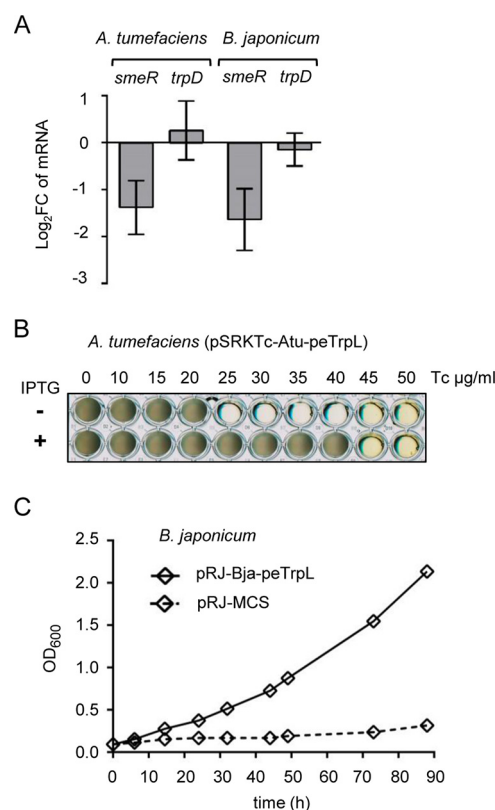 A
A. tumefaciens B. japonicum
smeR trpD smeR trpD
Log2FC of mRNA
1
0
-1
-2
-3
B
A. tumefaciens (pSRKTc-Atu-peTrpL)
IPTG 0 10 15 20 25 30 35 40 45 50 Tc µg/ml
-
+
C
B. japonicum
pRJ-Bja-peTrpL
pRJ-MCS
OD600
2.5
2.0
1.5
1.0
0.5
0.0
0 10 20 30 40 50 60 70 80 90
time (h)